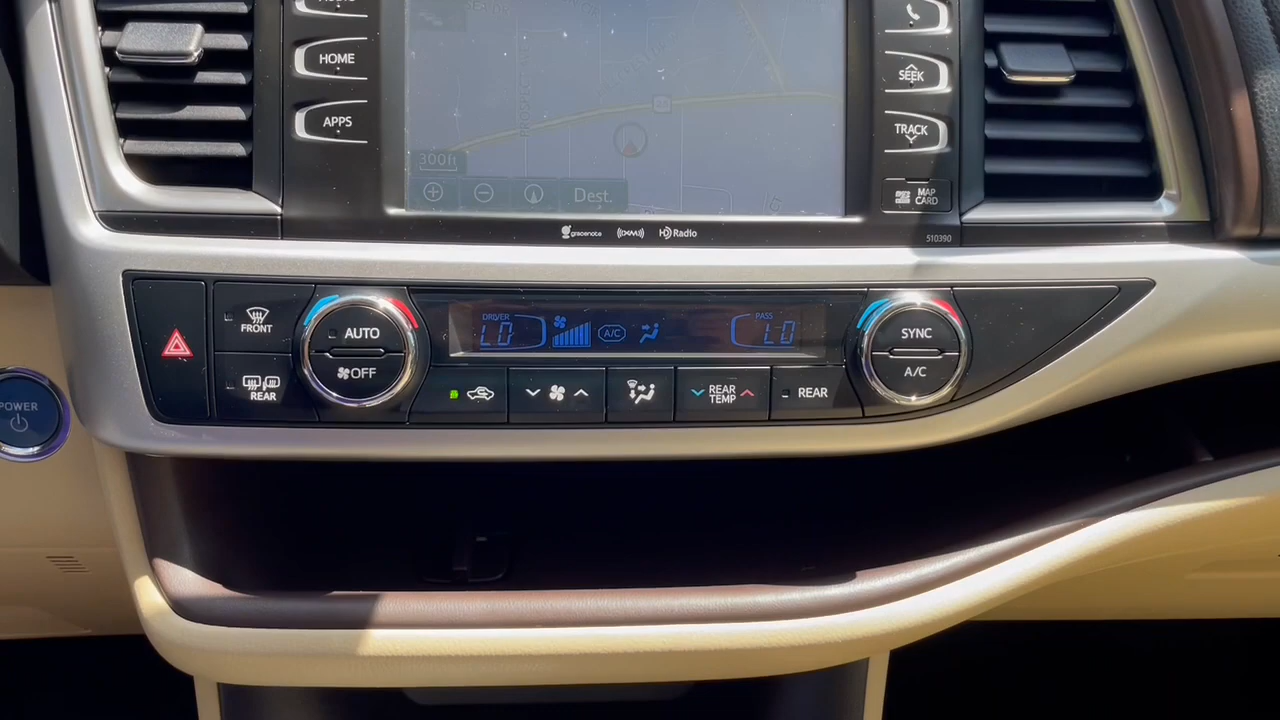 HOME
APPS
SEEK
TRACK
MAP
CARD
300ft
Dest.
gracenote
((XM))
HD Radio
510390
FRONT
AUTO
OFF
REAR
DRIVER
LO
A/C
PASS
LO
SYNC
A/C
REAR
TEMP
REAR
POWER